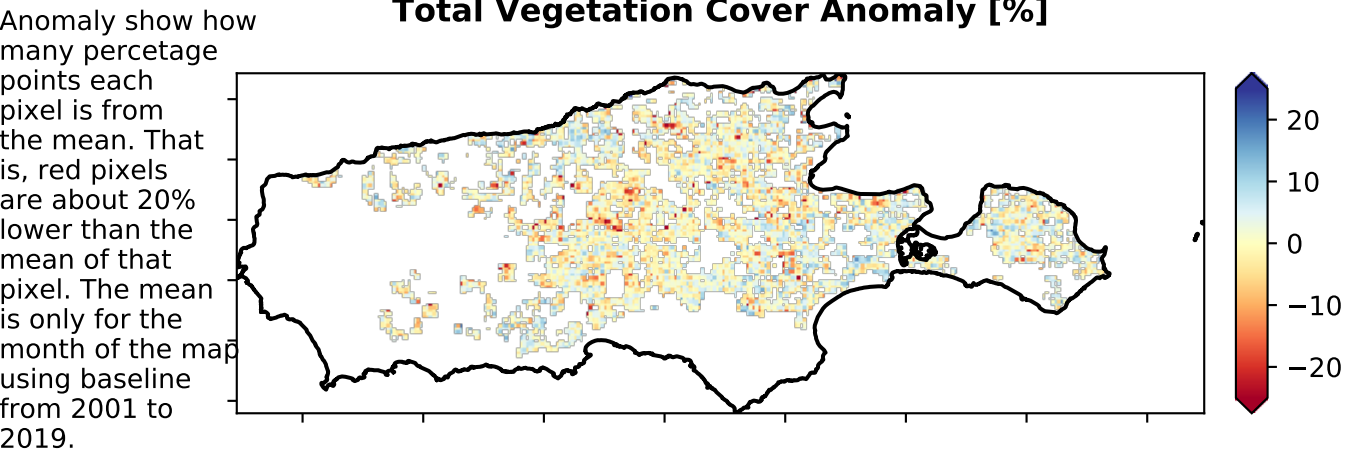 Total Vegetation Cover Anomaly [%]
Anomaly show how
many percetage
points each
pixel is from
the mean. That
is, red pixels
are about 20%
lower than the
mean of that
pixel. The mean
is only for the
month of the map
using baseline
from 2001 to
2019.
20
10
0
−10
−20